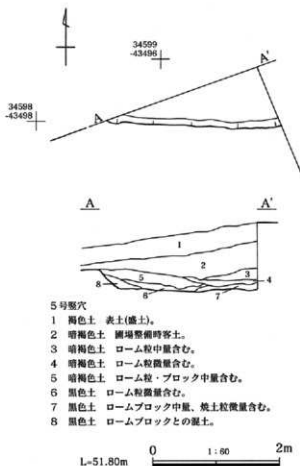 34599
-43496
A'
34598
-43498
A
A
A'
1
2
3
4
5
8
6
7
5号竪穴
1 褐色土 表土(盛土)。
2 暗褐色土 圃場整備時客土。
3 暗褐色土 ローム粒中量含む。
4 暗褐色土 ローム粒微量含む。
5 暗褐色土 ローム粒・ブロック中量含む。
6 黒色土 ローム粒微量含む。
7 黒色土 ロームブロック中量、焼土粒微量含む。
8 黒色土 ロームブロックとの混土。
L=51.80m
0
1:60
2m